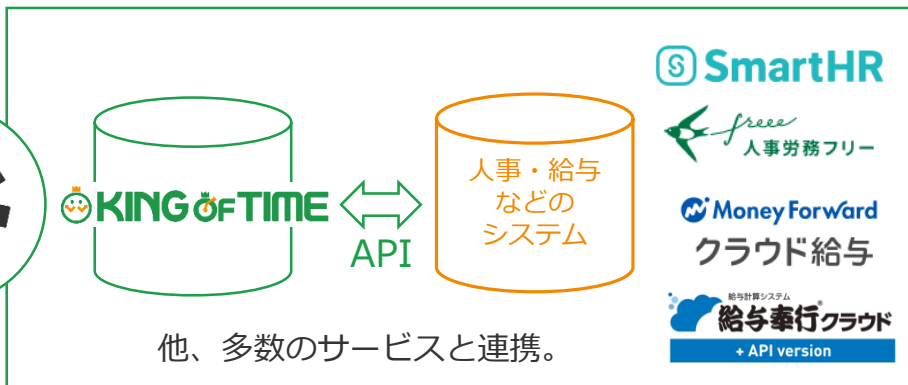 KING OF TIME
API
人事・給与
などの
システム
SmartHR
freee
人事労務フリー
Money Forward
クラウド給与
給与計算システム
給与奉行クラウド
+ API version
他、多数のサービスと連携。